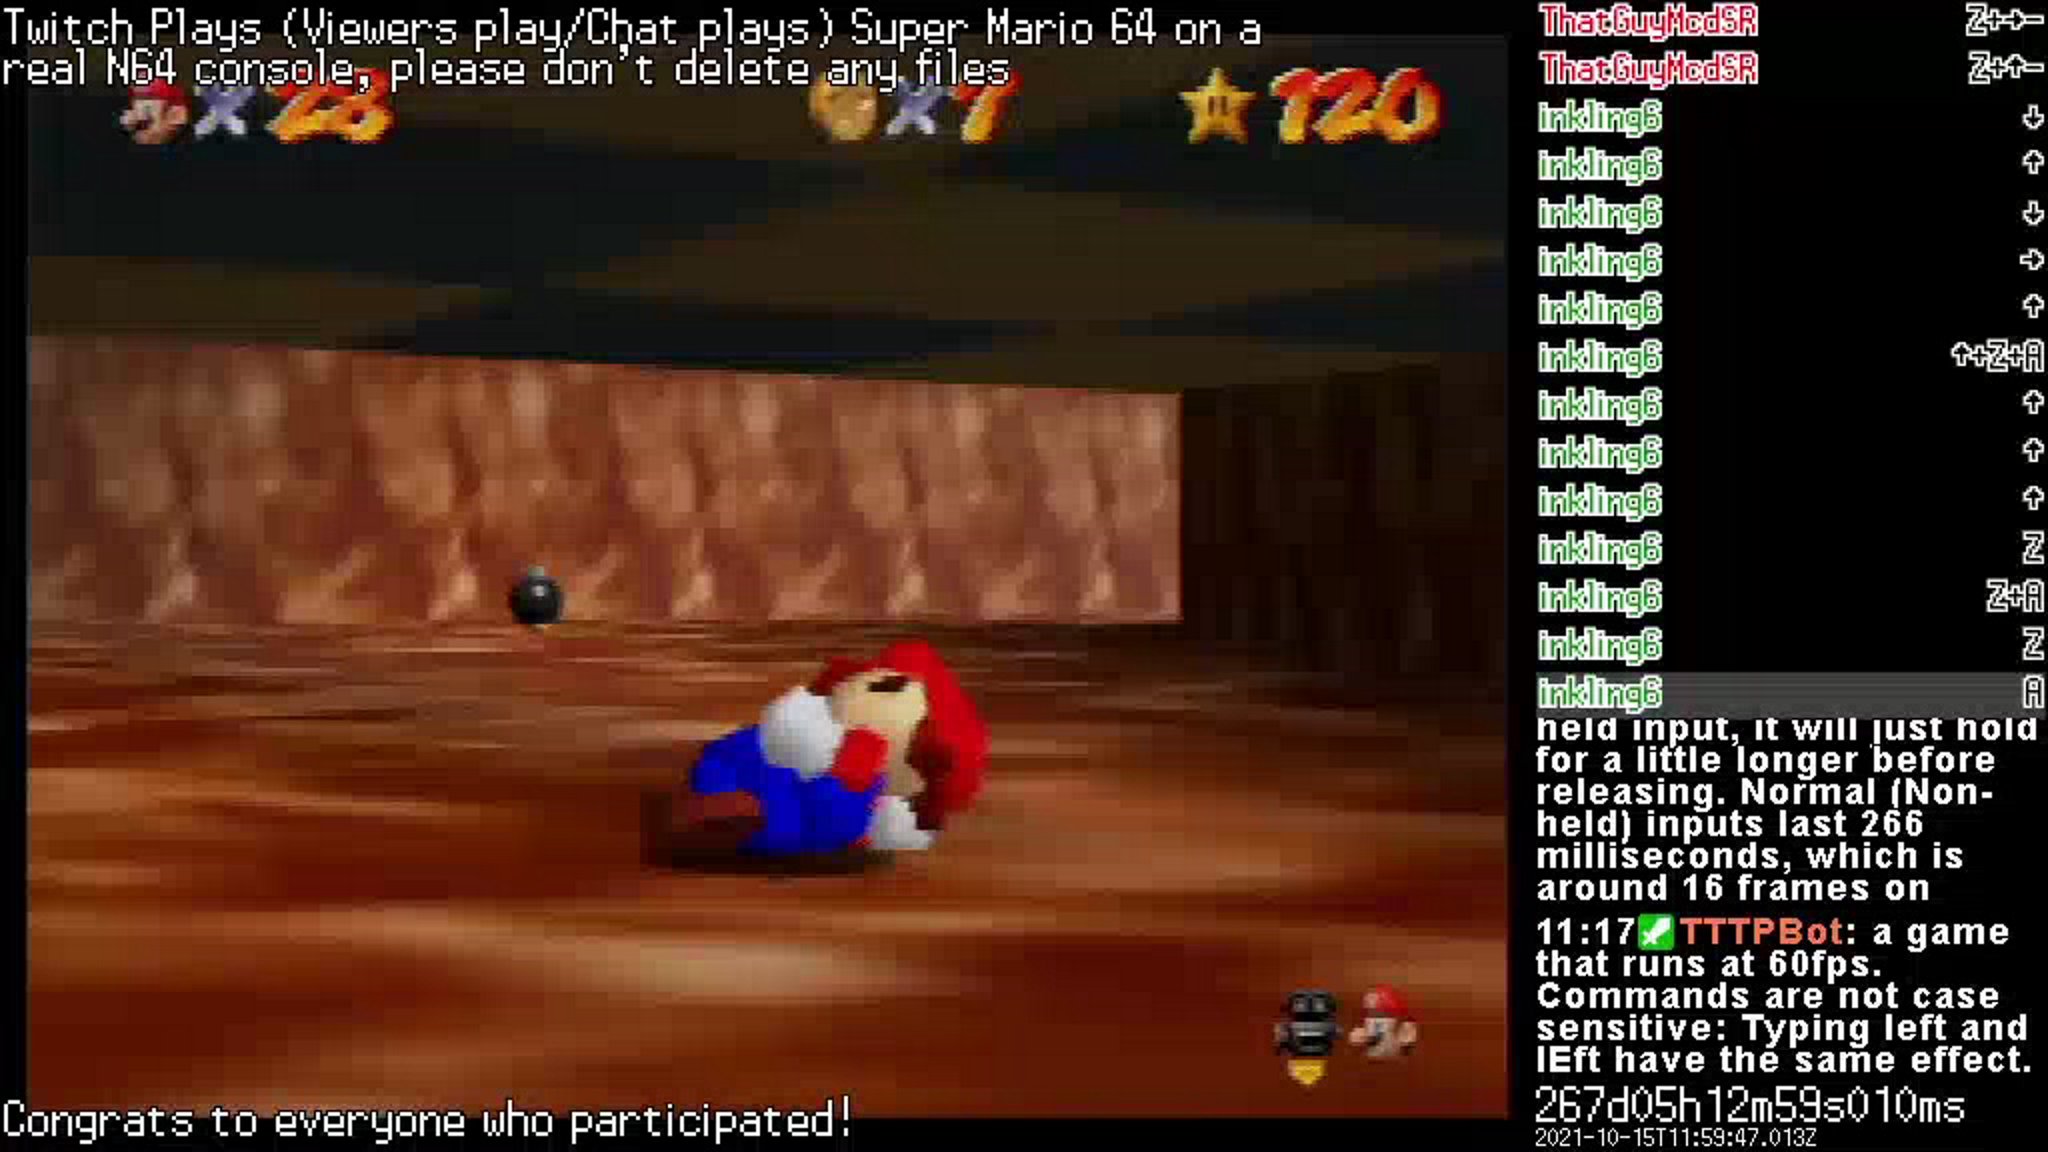 Twitch Plays (Viewers play/Chat plays) Super Mario 64 on a
real N64 console, please don't delete any files
x 28
x 7
120
Congrats to everyone who participated!
ThatGuyMcdSR Z+→-
ThatGuyMcdSR Z+↑-
inkling6 ↓
inkling6 ↑
inkling6 ↓
inkling6 →
inkling6 ↑
inkling6 ↑+Z+A
inkling6 ↑
inkling6 ↑
inkling6 ↑
inkling6 Z
inkling6 Z+A
inkling6 Z
inkling6 A
held input, it will just hold
for a little longer before
releasing. Normal (Non-
held) inputs last 266
milliseconds, which is
around 16 frames on
11:17 TTTPBot: a game
that runs at 60fps.
Commands are not case
sensitive: Typing left and
lEft have the same effect.
267d05h12m59s010ms
2021-10-15T11:59:47.013Z